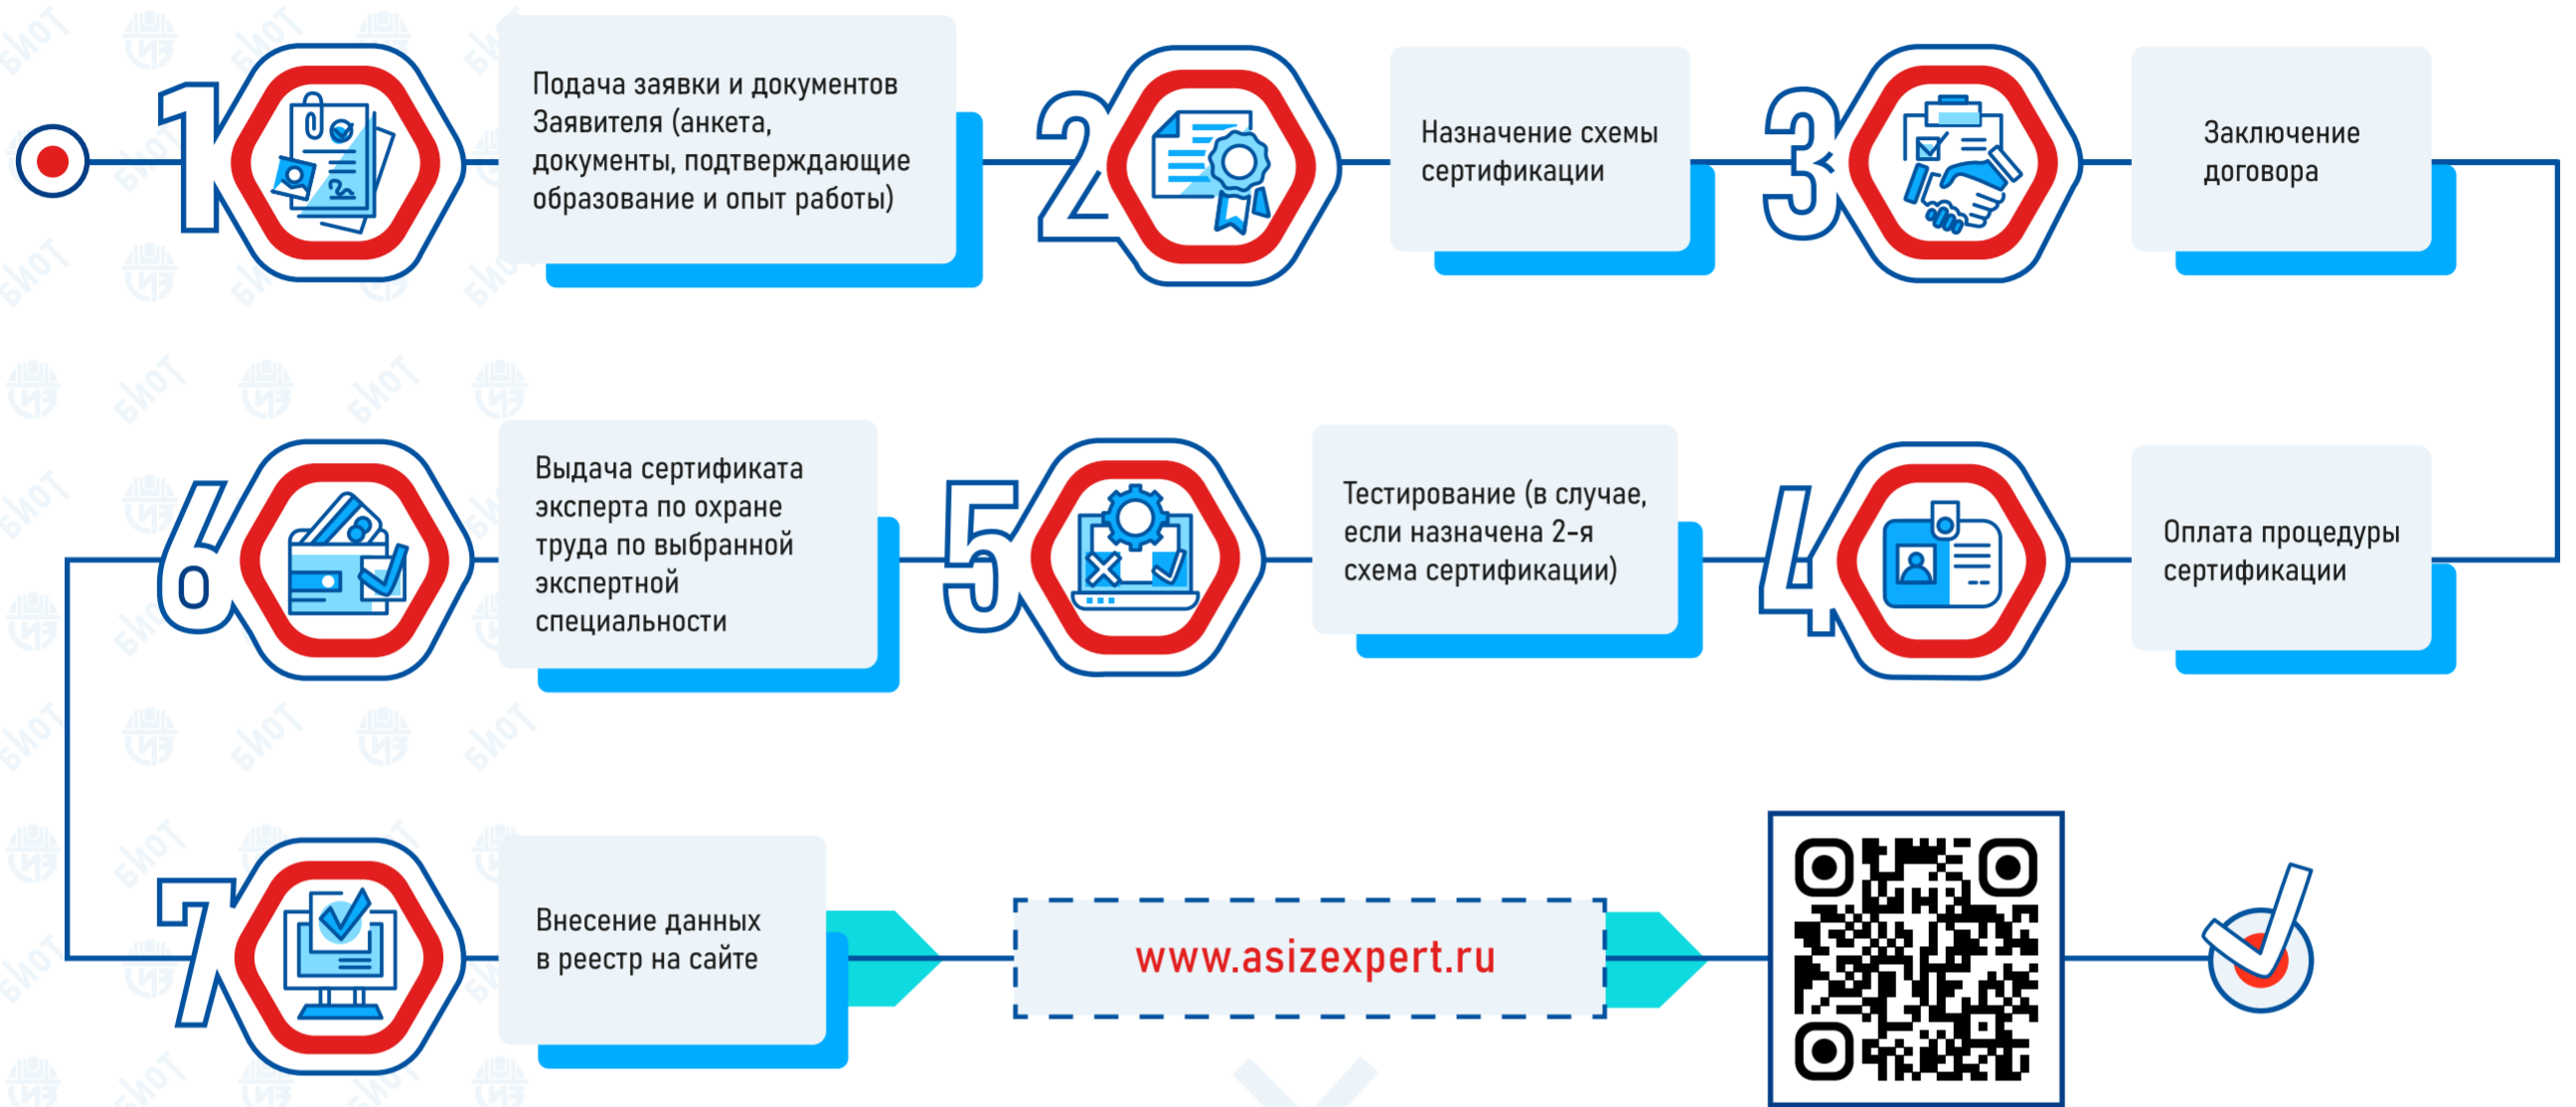 1
Подача заявки и документов
Заявителя (анкета,
документы, подтверждающие
образование и опыт работы)
2
Назначение схемы
сертификации
3
Заключение
договора
4
Оплата процедуры
сертификации
5
Тестирование (в случае,
если назначена 2-я
схема сертификации)
6
Выдача сертификата
эксперта по охране
труда по выбранной
экспертной
специальности
7
Внесение данных
в реестр на сайте
www.asizexpert.ru
БИОТ
СИЗ